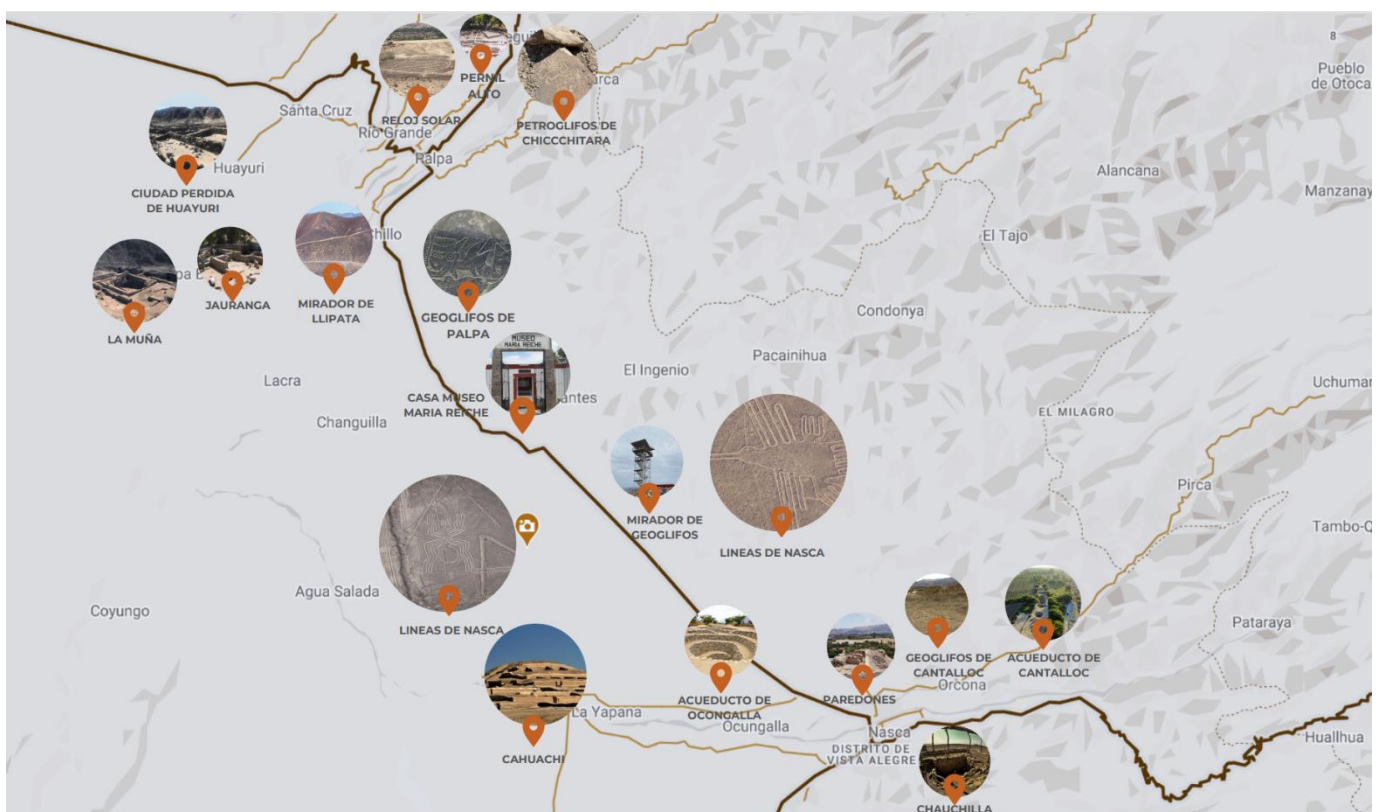 8
Pueblo
de Otoca
PERNIL
ALTO
Santa Cruz
RELOJ SOLAR
Río Grande
PETROGLIFOS DE
CHICCCHITARA
Palpa
Huayuri
Alancana
CIUDAD PERDIDA
DE HUAYURI
Manzanay
El Tajo
JAURANGA
MIRADOR DE
LLIPATA
LA MUÑA
GEOGLIFOS DE
PALPA
Condonya
MUSEO
MARIA REICHE
Pacainihua
El Ingenio
Lacra
Uchumar
CASA MUSEO
MARIA REICHE
Changuilla
EL MILAGRO
Pirca
MIRADOR DE
GEOGLIFOS
Tambo-Q
LINEAS DE NASCA
Agua Salada
Coyungo
LINEAS DE NASCA
Pataraya
GEOGLIFOS DE
CANTALLOC
ACUEDUCTO DE
CANTALLOC
Orcona
ACUEDUCTO DE
OCONGALLA
PAREDONES
La Yapana
Ocungalla
Nasca
DISTRITO DE
VISTA ALEGRE
Huallhua
CAHUACHI
CHAUCHILLA